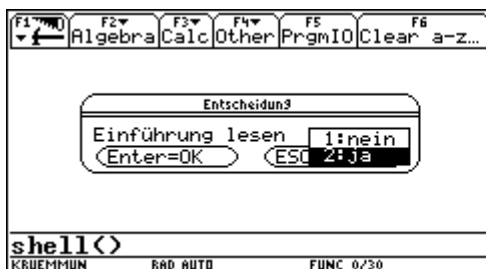 F1 F2 F3 F4 F5 F6
Algebra Calc Other PrgmIO Clear a-z…
Entscheidung
Einführung lesen 1:nein
Enter=OK ESC 2:ja
shell()
KRUEMMUN RAD AUTO FUNC 0/30